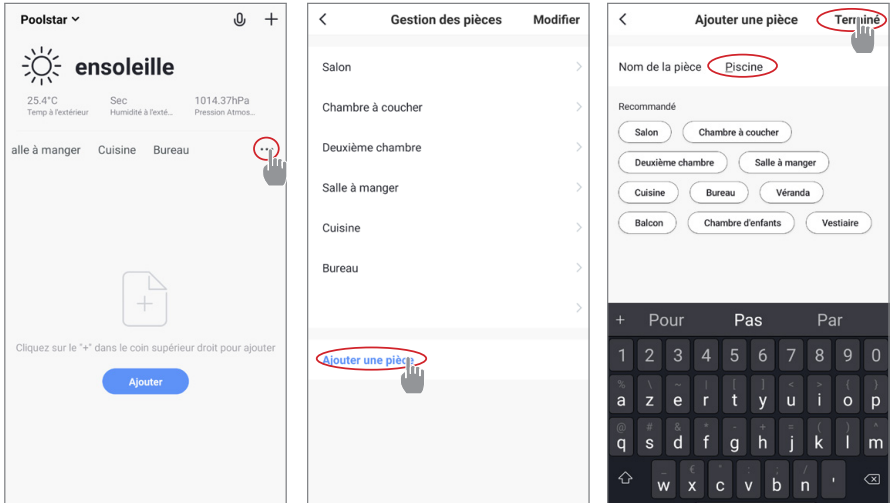 Poolstar
ensoleille
25.4°C Sec 1014.37hPa
Temp à l'extérieur Humidité à l'exté... Pression Atmos...
alle à manger Cuisine Bureau ...
Cliquez sur le "+" dans le coin supérieur droit pour ajouter
Ajouter
Gestion des pièces Modifier
Salon
Chambre à coucher
Deuxième chambre
Salle à manger
Cuisine
Bureau
Ajouter une pièce
Ajouter une pièce Terminé
Nom de la pièce Piscine
Recommandé
Salon Chambre à coucher
Deuxième chambre Salle à manger
Cuisine Bureau Véranda
Balcon Chambre d'enfants Vestiaire
+ Pour Pas Par
1 2 3 4 5 6 7 8 9 0
% \ ~ | [ ] < > { }
a z e r t y u i o p
@ # & * - + = ( ) ^
q s d f g h j k l m
_ € " ' : ; /
w x c v b n '